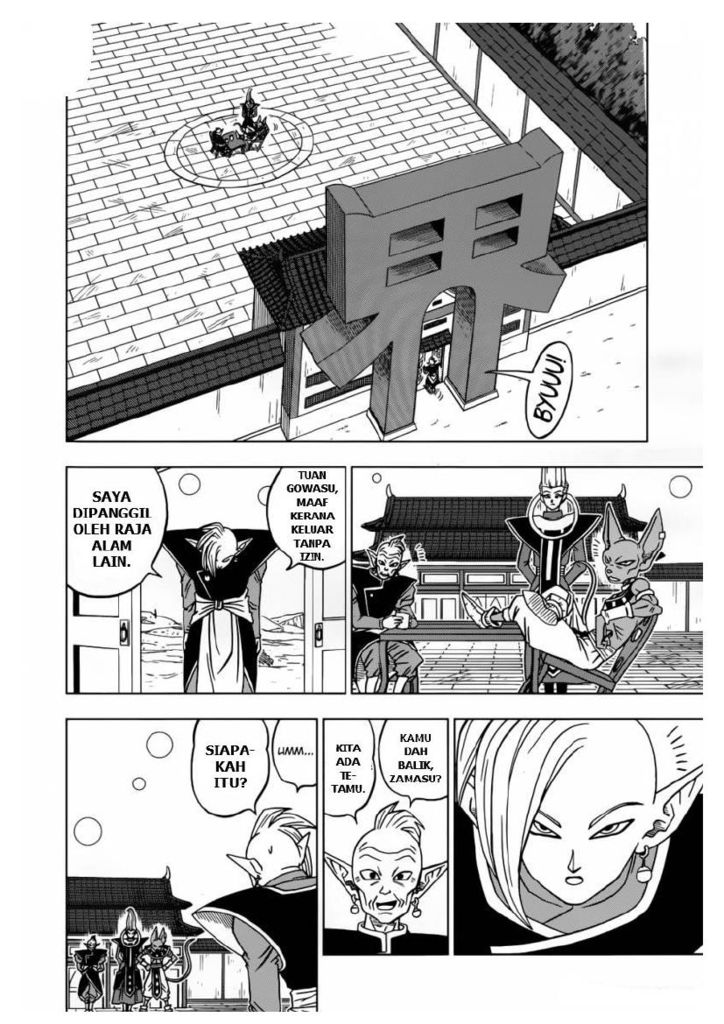 界
BYUUU!
TUAN
GOWASU,
MAAF
KERANA
KELUAR
TANPA
IZIN.
SAYA
DIPANGGIL
OLEH RAJA
ALAM
LAIN.
KAMU
DAH
BALIK,
ZAMASU?
KITA
ADA
TE-
TAMU.
UMM...
SIAPA-
KAH
ITU?